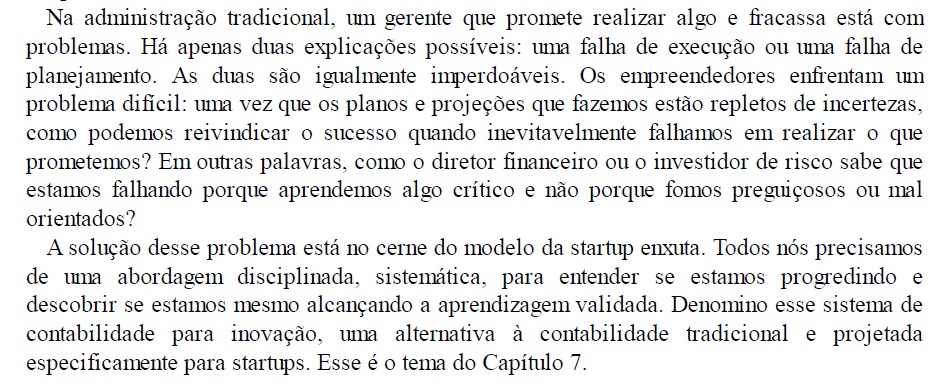 Na administração tradicional, um gerente que promete realizar algo e fracassa está com
problemas. Há apenas duas explicações possíveis: uma falha de execução ou uma falha de
planejamento. As duas são igualmente imperdoáveis. Os empreendedores enfrentam um
problema difícil: uma vez que os planos e projeções que fazemos estão repletos de incertezas,
como podemos reivindicar o sucesso quando inevitavelmente falhamos em realizar o que
prometemos? Em outras palavras, como o diretor financeiro ou o investidor de risco sabe que
estamos falhando porque aprendemos algo crítico e não porque fomos preguiçosos ou mal
orientados?
A solução desse problema está no cerne do modelo da startup enxuta. Todos nós precisamos
de uma abordagem disciplinada, sistemática, para entender se estamos progredindo e
descobrir se estamos mesmo alcançando a aprendizagem validada. Denomino esse sistema de
contabilidade para inovação, uma alternativa à contabilidade tradicional e projetada
especificamente para startups. Esse é o tema do Capítulo 7.